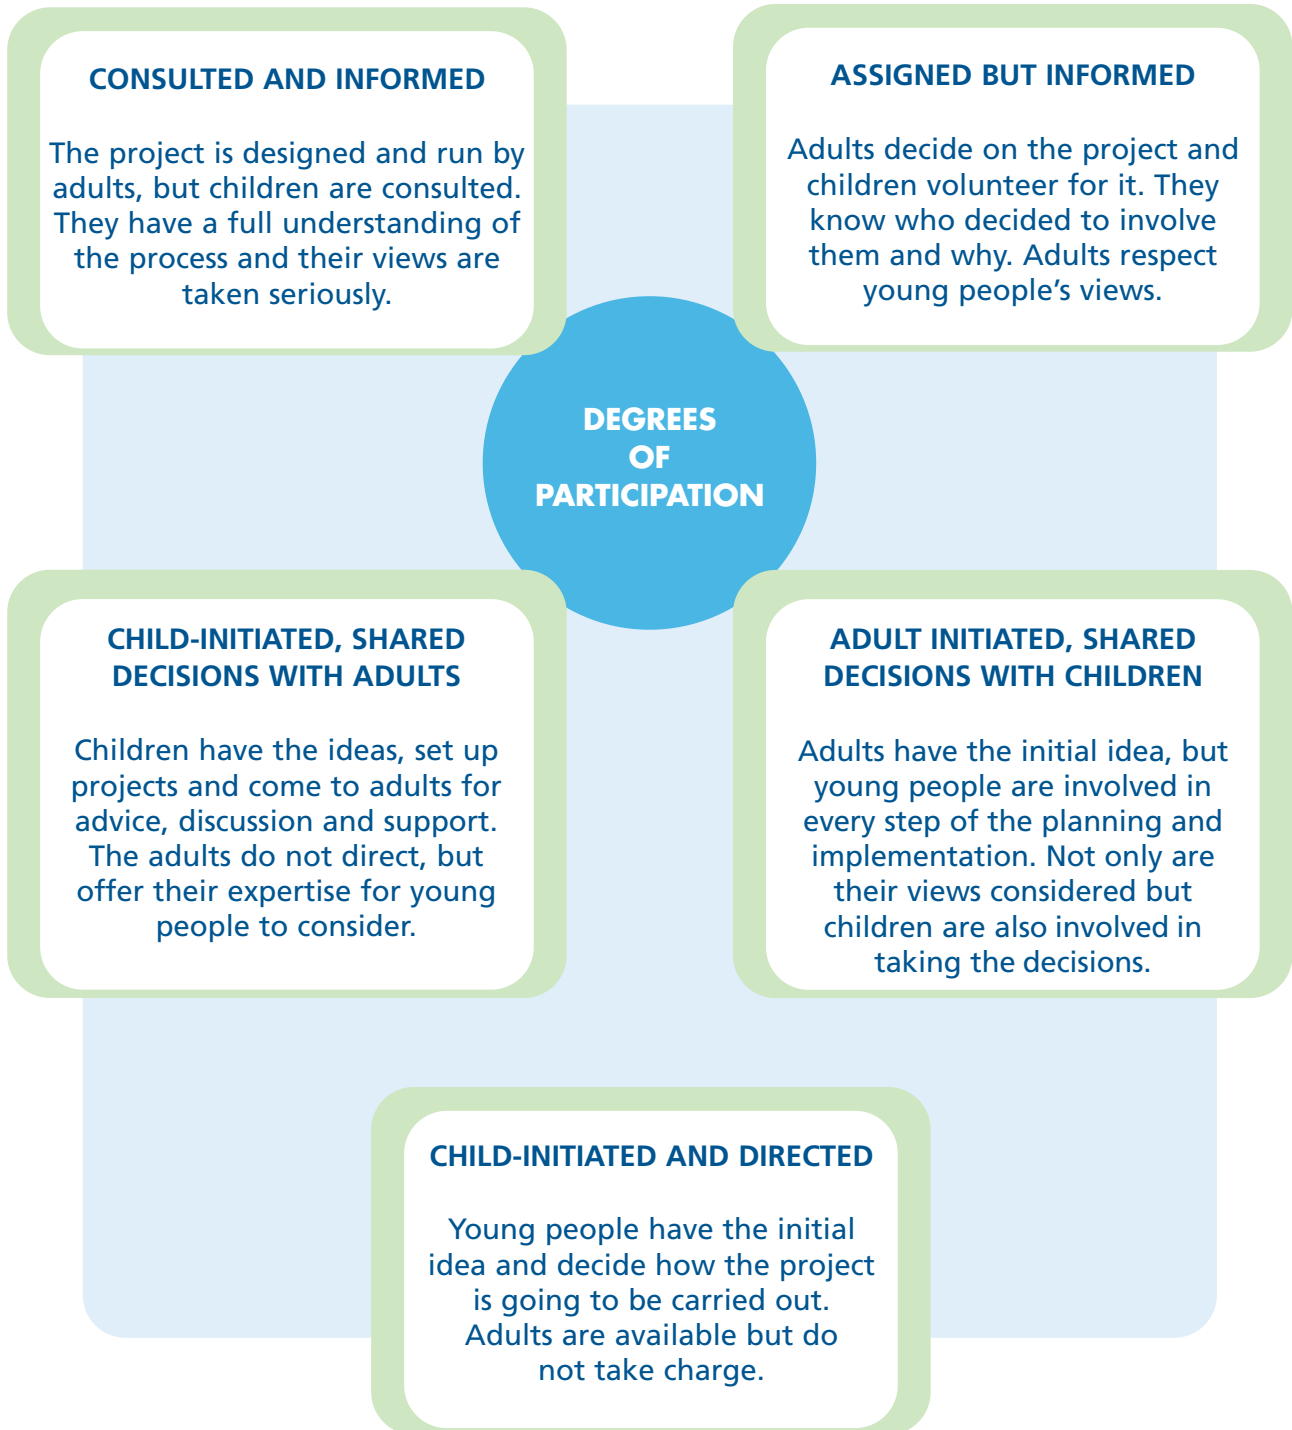 CONSULTED AND INFORMED
The project is designed and run by
adults, but children are consulted.
They have a full understanding of
the process and their views are
taken seriously.
ASSIGNED BUT INFORMED
Adults decide on the project and
children volunteer for it. They
know who decided to involve
them and why. Adults respect
young people’s views.
DEGREES
OF
PARTICIPATION
CHILD-INITIATED, SHARED
DECISIONS WITH ADULTS
Children have the ideas, set up
projects and come to adults for
advice, discussion and support.
The adults do not direct, but
offer their expertise for young
people to consider.
ADULT INITIATED, SHARED
DECISIONS WITH CHILDREN
Adults have the initial idea, but
young people are involved in
every step of the planning and
implementation. Not only are
their views considered but
children are also involved in
taking the decisions.
CHILD-INITIATED AND DIRECTED
Young people have the initial
idea and decide how the project
is going to be carried out.
Adults are available but do
not take charge.